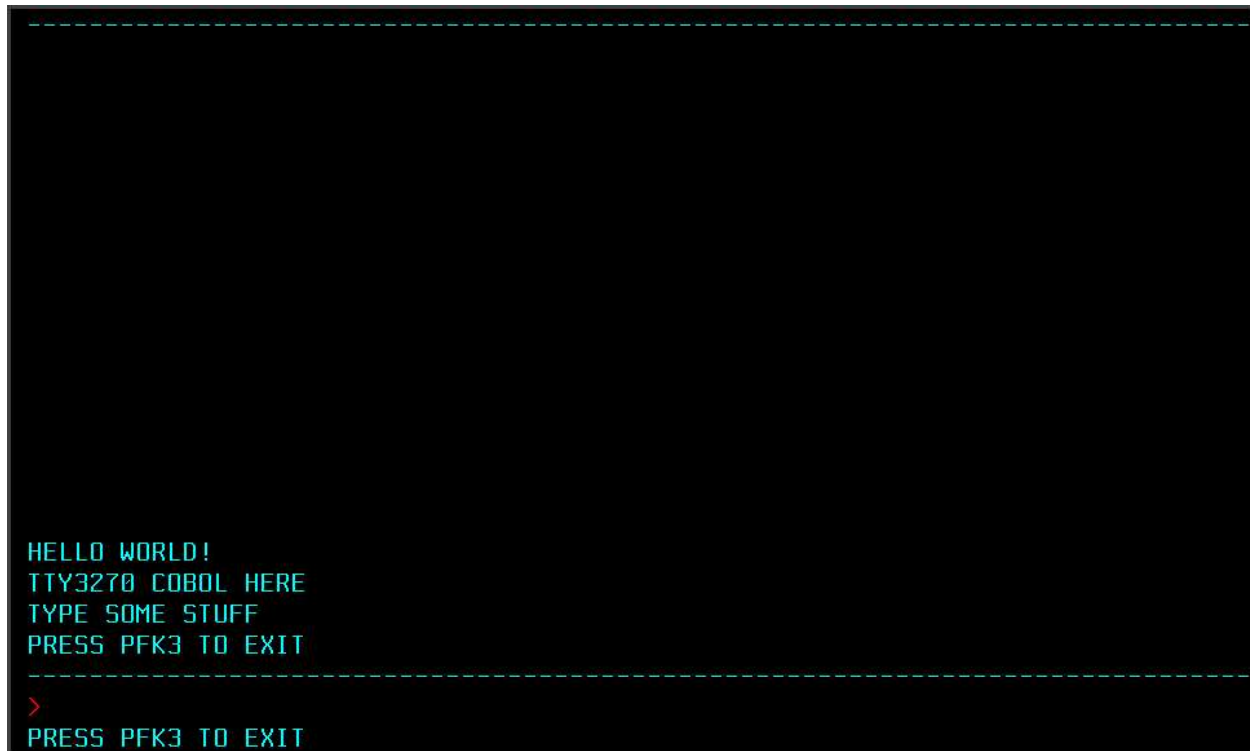 --------------------------------------------------------------------------------
HELLO WORLD!
TTY3270 COBOL HERE
TYPE SOME STUFF
PRESS PFK3 TO EXIT
--------------------------------------------------------------------------------
>
PRESS PFK3 TO EXIT